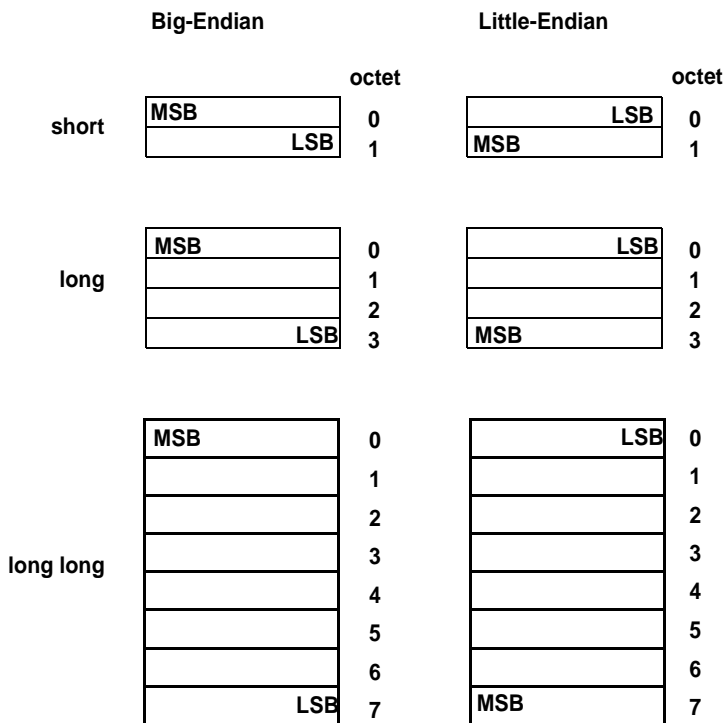 Big-Endian Little-Endian
octet octet
MSB LSB 0
short 0
LSB 1 MSB 1
MSB 0 LSB 0
long 1 1
2 2
LSB 3 MSB 3
MSB 0 LSB 0
1 1
2 2
3 3
long long
4 4
5 5
6 6
LSB 7 MSB 7